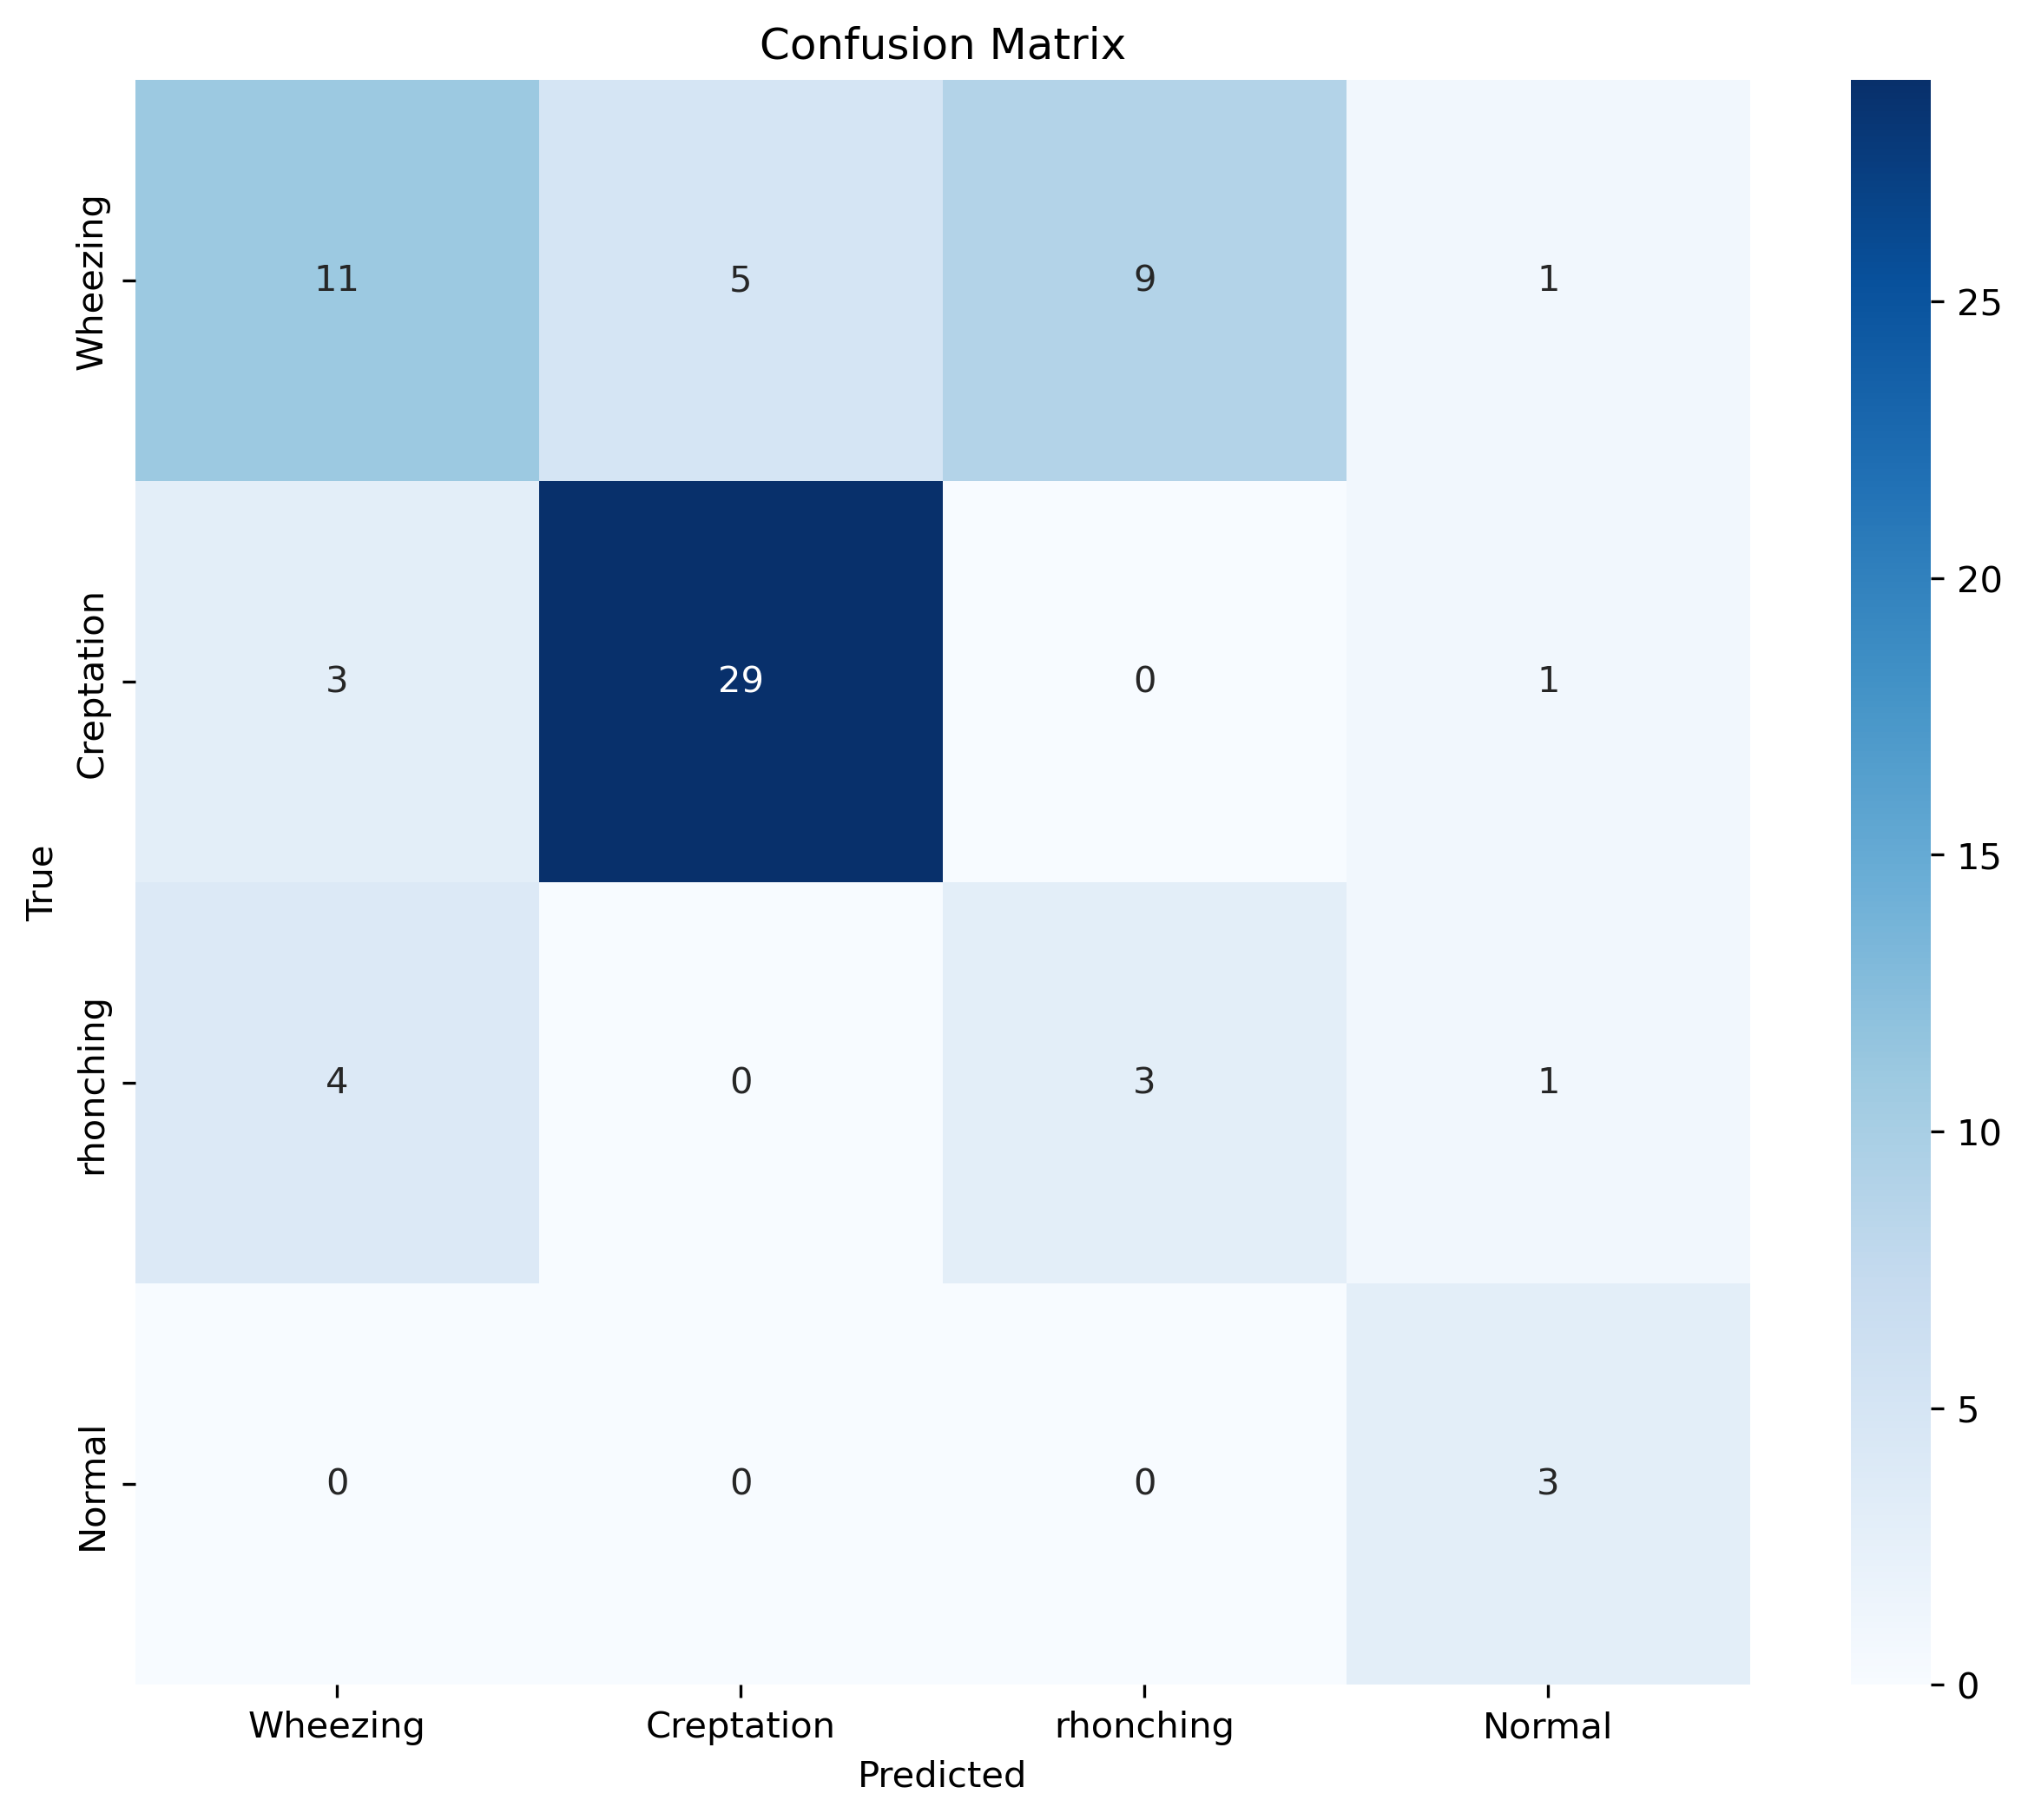 Confusion Matrix
True
Wheezing
11 5 9 1
Creptation
3 29 0 1
rhonching
4 0 3 1
Normal
0 0 0 3
Wheezing Creptation rhonching Normal
Predicted
25
20
15
10
5
0